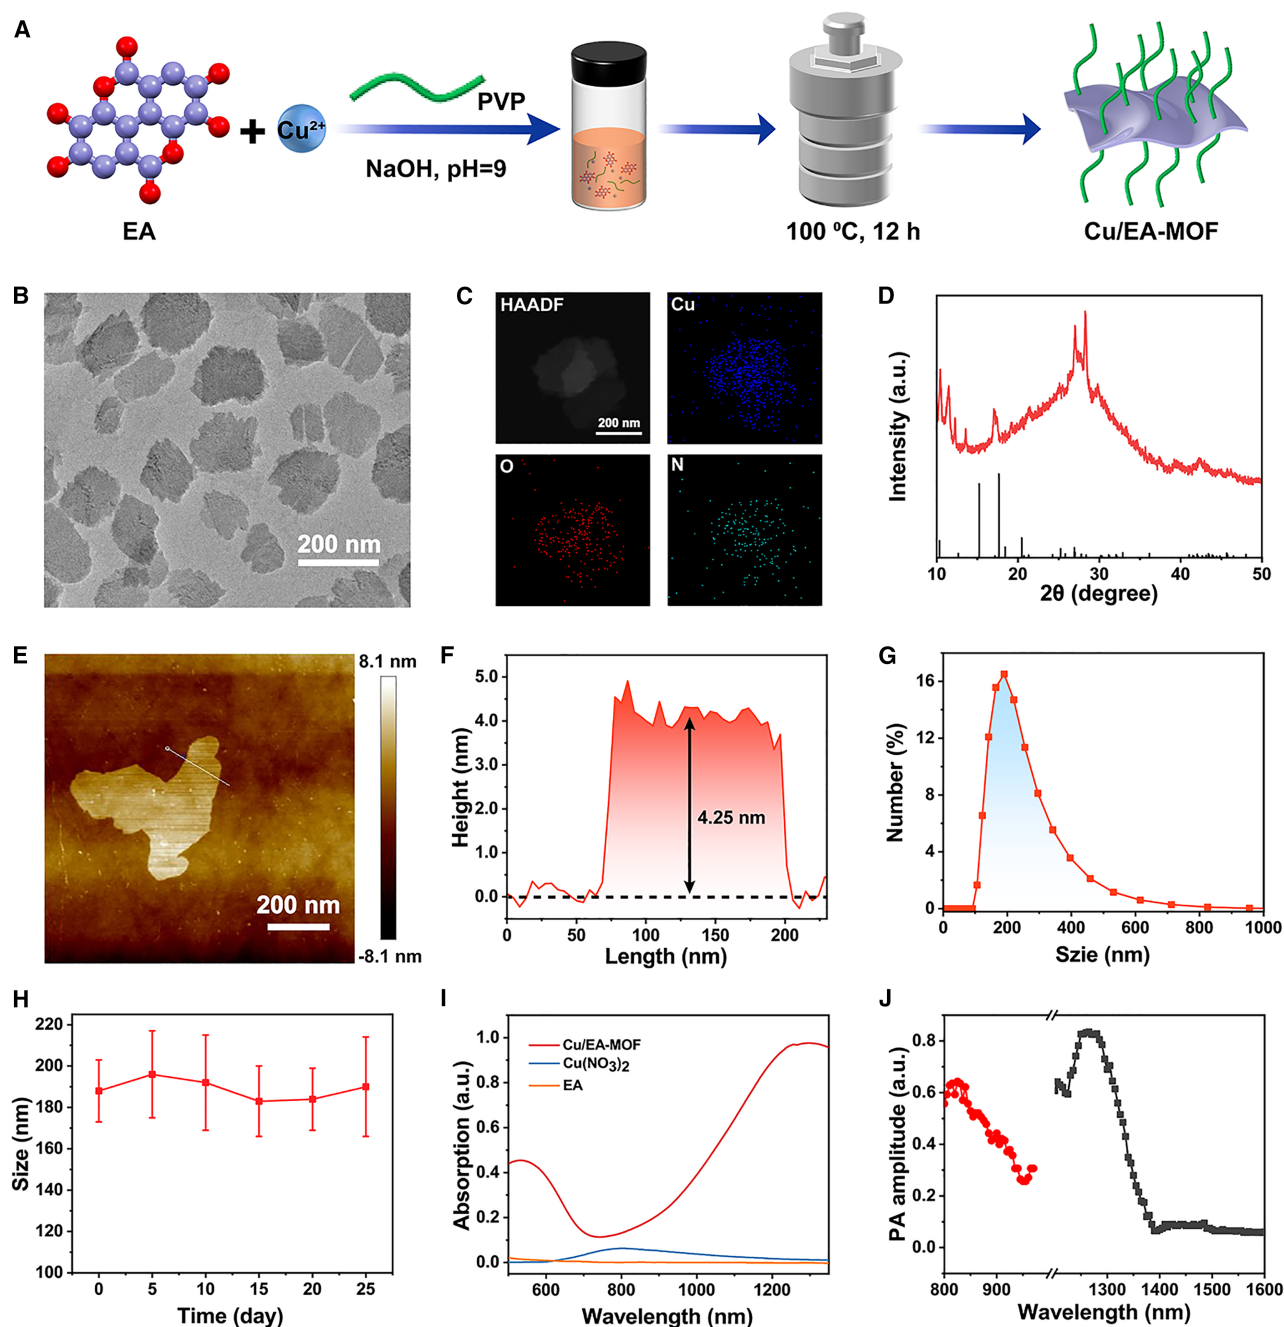 A
Cu²⁺
PVP
NaOH, pH=9
EA
100 ⁰C, 12 h
Cu/EA-MOF
B
200 nm
C
HAADF
200 nm
Cu
O
N
D
Intensity (a.u.)
10 20 30 40 50
2θ (degree)
E
8.1 nm
-8.1 nm
200 nm
F
Height (nm)
5.0
4.0
3.0
2.0
1.0
0.0
4.25 nm
0 50 100 150 200
Length (nm)
G
Number (%)
16
12
8
4
0
0 200 400 600 800 1000
Szie (nm)
H
Size (nm)
220
200
180
160
140
120
100
0 5 10 15 20 25
Time (day)
I
Absorption (a.u.)
1.0
0.8
0.6
0.4
0.2
0.0
Cu/EA-MOF
Cu(NO₃)₂
EA
600 800 1000 1200
Wavelength (nm)
J
PA amplitude (a.u.)
0.8
0.6
0.4
0.2
0.0
800 900 1300 1400 1500 1600
Wavelength (nm)